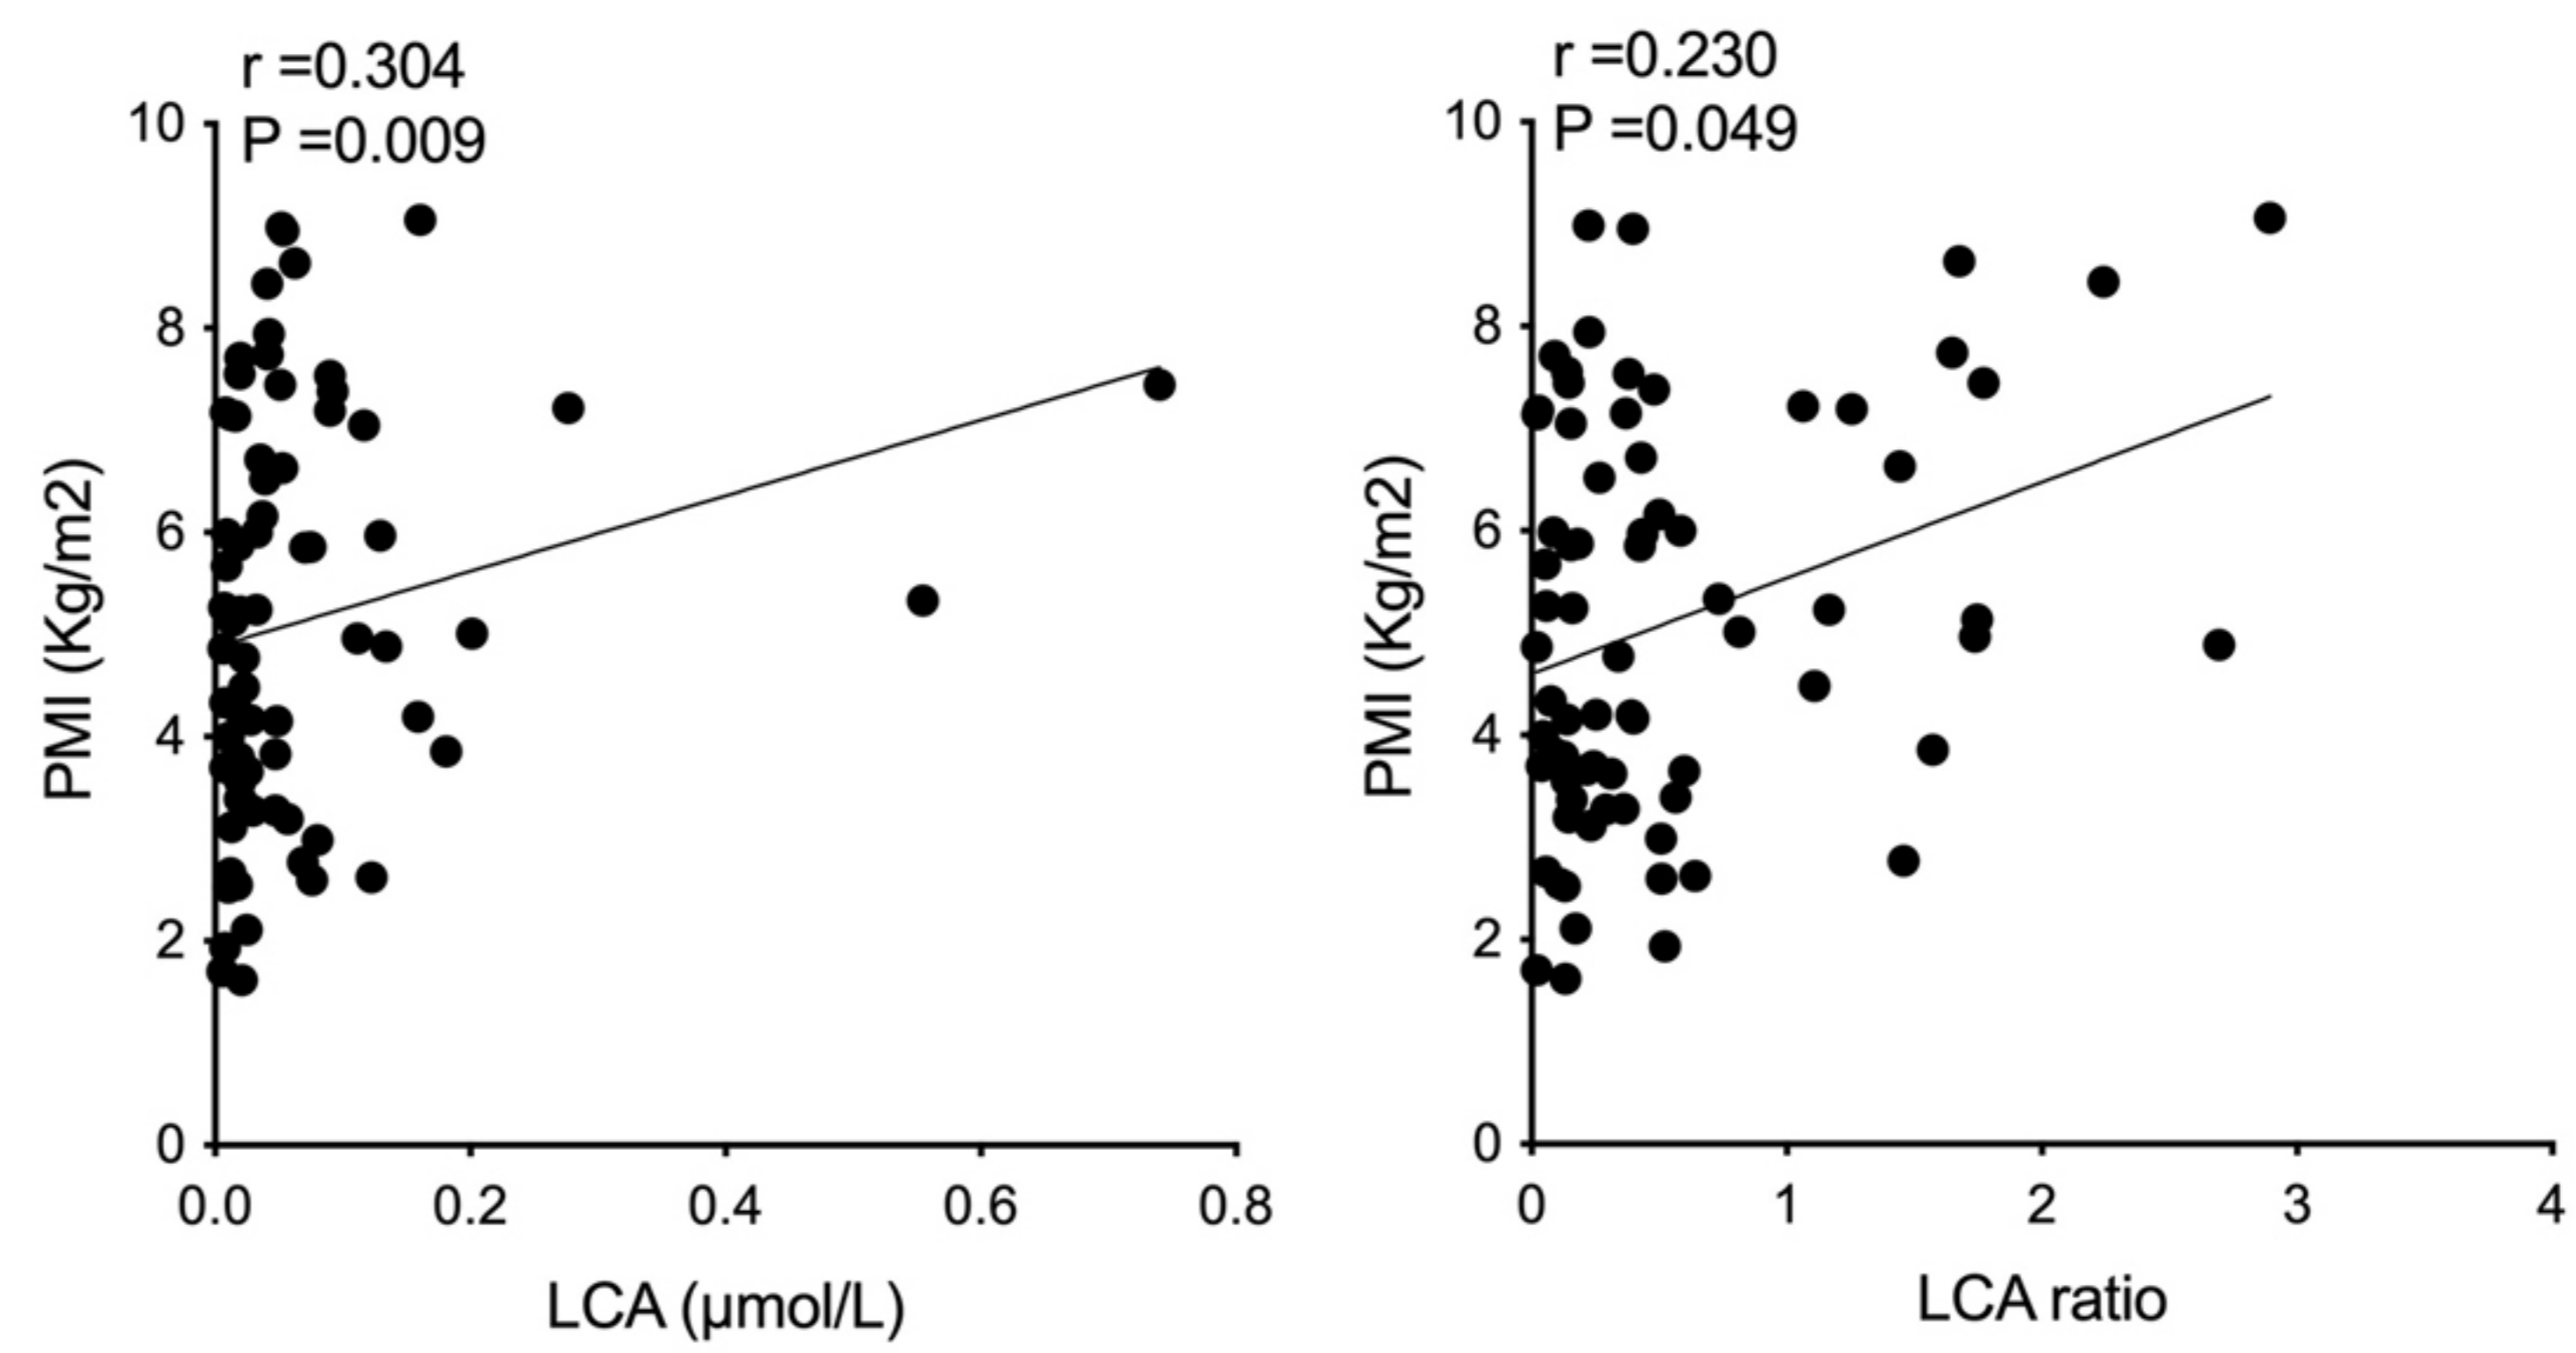 r =0.304
P =0.009
10
8
6
4
2
0
PMI (Kg/m2)
0.0 0.2 0.4 0.6 0.8
LCA (µmol/L)
r =0.230
P =0.049
10
8
6
4
2
0
PMI (Kg/m2)
0 1 2 3 4
LCA ratio